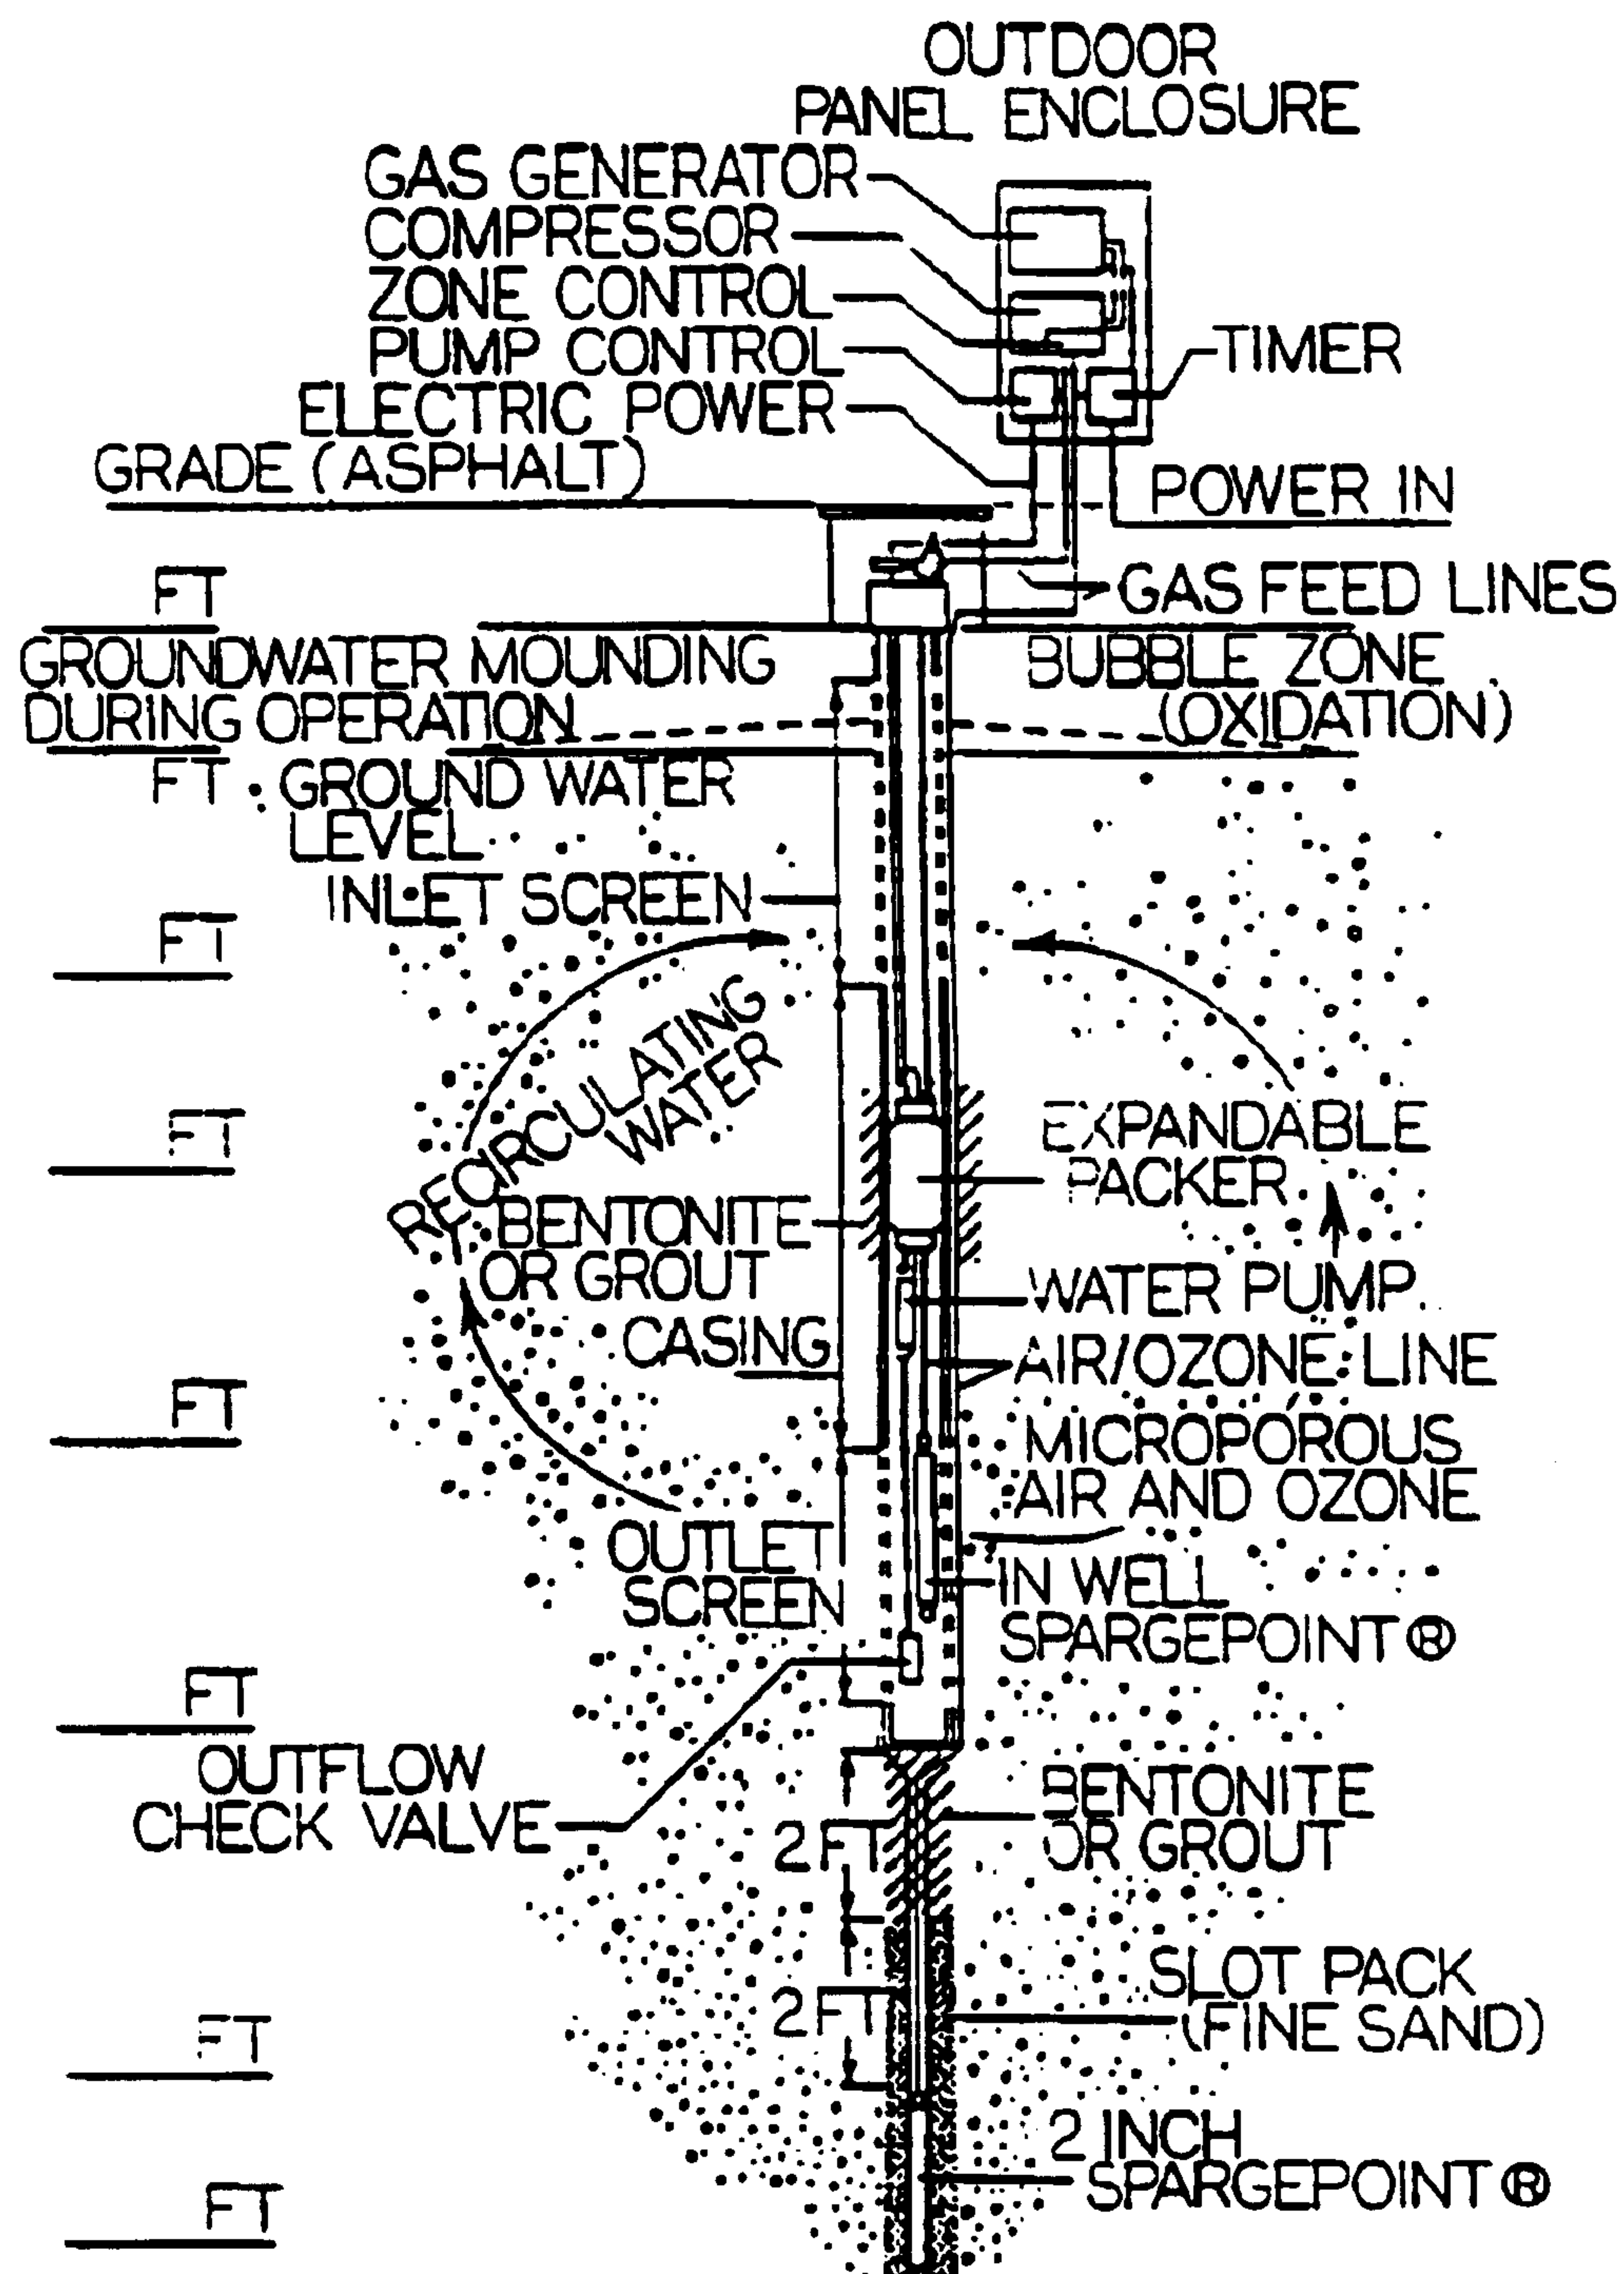 OUTDOOR
PANEL ENCLOSURE
GAS GENERATOR
COMPRESSOR
ZONE CONTROL
PUMP CONTROL
TIMER
ELECTRIC POWER
GRADE (ASPHALT)
POWER IN
FT
GAS FEED LINES
GROUNDWATER MOUNDING
DURING OPERATION
BUBBLE ZONE
(OXIDATION)
FT
GROUND WATER
LEVEL
INLET SCREEN
FT
RECIRCULATING
WATER
FT
EXPANDABLE
PACKER
BENTONITE
OR GROUT
WATER PUMP
CASING
AIR/OZONE LINE
FT
MICROPOROUS
AIR AND OZONE
OUTLET
SCREEN
IN WELL
SPARGEPOINT®
FT
OUTFLOW
CHECK VALVE
2 FT
BENTONITE
OR GROUT
SLOT PACK
(FINE SAND)
2 FT
FT
2 INCH
SPARGEPOINT®
FT